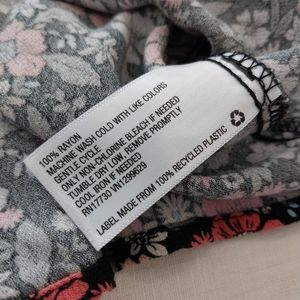 100% RAYON
MACHINE WASH COLD WITH LIKE COLORS
GENTLE CYCLE
ONLY NON-CHLORINE BLEACH IF NEEDED
TUMBLE DRY LOW, REMOVE PROMPTLY
COOL IRON IF NEEDED
RN17730 VN1299629
LABEL MADE FROM 100% RECYCLED PLASTIC